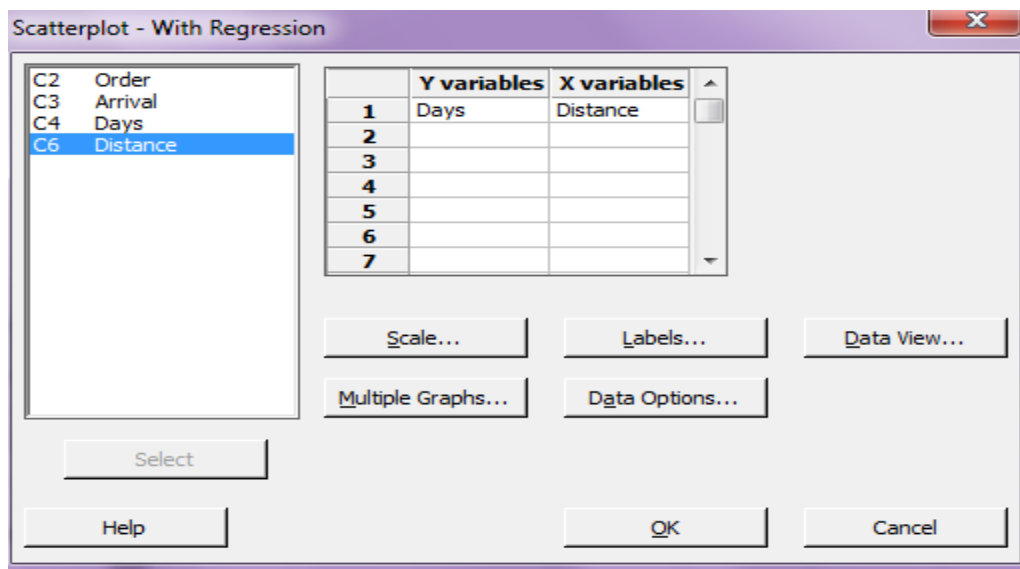 Scatterplot - With Regression
C2 Order
C3 Arrival
C4 Days
C6 Distance
Y variables X variables
1 Days Distance
2
3
4
5
6
7
Scale... Labels... Data View...
Multiple Graphs... Data Options...
Select
Help OK Cancel